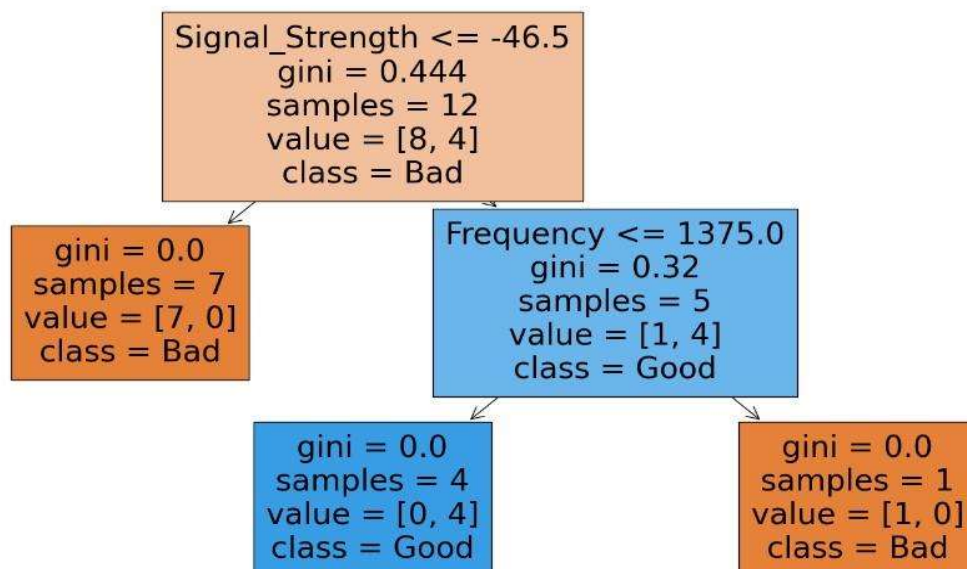 Signal_Strength <= -46.5
gini = 0.444
samples = 12
value = [8, 4]
class = Bad
gini = 0.0
samples = 7
value = [7, 0]
class = Bad
Frequency <= 1375.0
gini = 0.32
samples = 5
value = [1, 4]
class = Good
gini = 0.0
samples = 4
value = [0, 4]
class = Good
gini = 0.0
samples = 1
value = [1, 0]
class = Bad